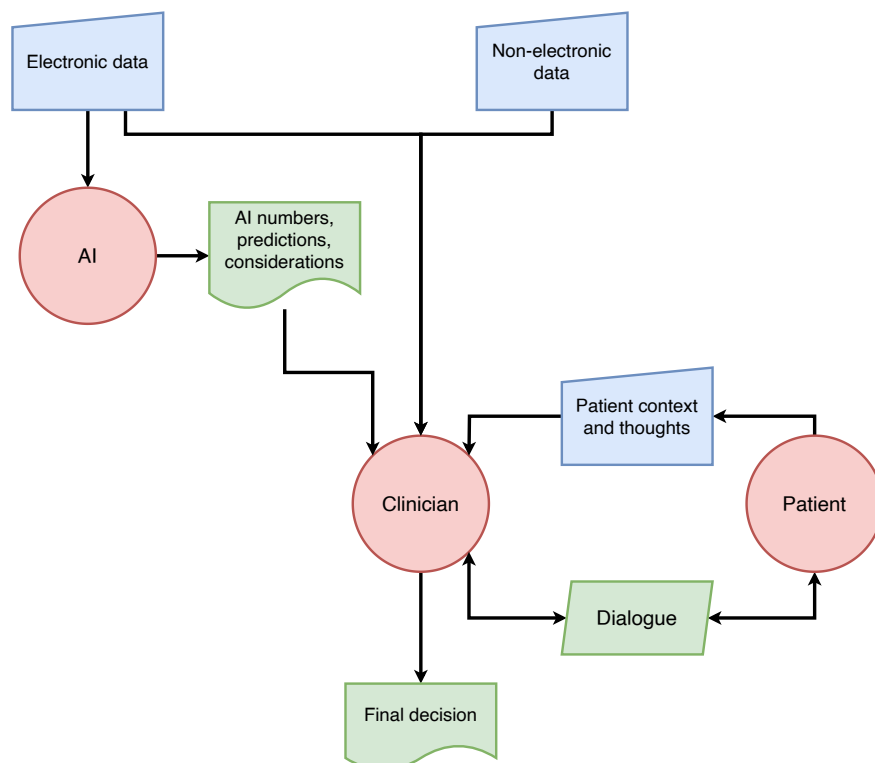 Electronic data
Non-electronic
data
AI
AI numbers,
predictions,
considerations
Patient context
and thoughts
Clinician
Patient
Dialogue
Final decision